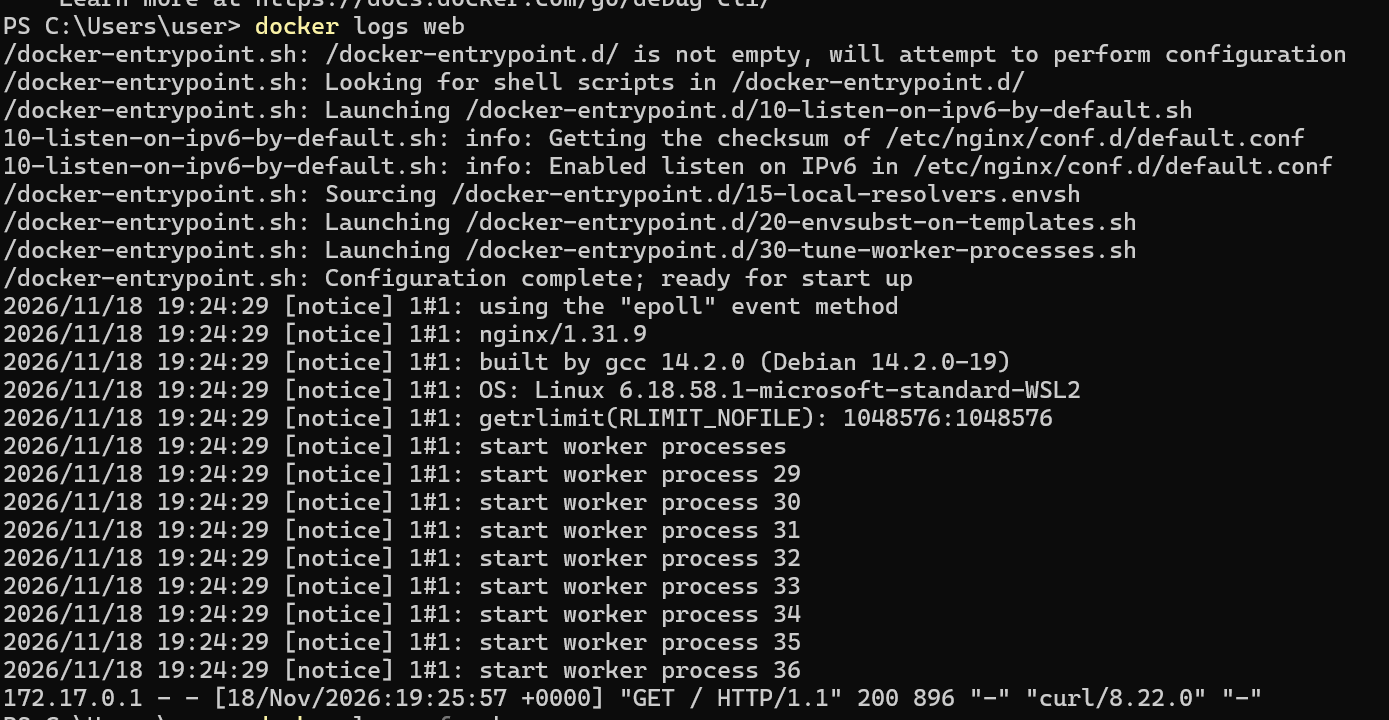 Learn more at https://docs.docker.com/go/debug-cli/
PS C:\Users\user> docker logs web
/docker-entrypoint.sh: /docker-entrypoint.d/ is not empty, will attempt to perform configuration
/docker-entrypoint.sh: Looking for shell scripts in /docker-entrypoint.d/
/docker-entrypoint.sh: Launching /docker-entrypoint.d/10-listen-on-ipv6-by-default.sh
10-listen-on-ipv6-by-default.sh: info: Getting the checksum of /etc/nginx/conf.d/default.conf
10-listen-on-ipv6-by-default.sh: info: Enabled listen on IPv6 in /etc/nginx/conf.d/default.conf
/docker-entrypoint.sh: Sourcing /docker-entrypoint.d/15-local-resolvers.envsh
/docker-entrypoint.sh: Launching /docker-entrypoint.d/20-envsubst-on-templates.sh
/docker-entrypoint.sh: Launching /docker-entrypoint.d/30-tune-worker-processes.sh
/docker-entrypoint.sh: Configuration complete; ready for start up
2026/11/18 19:24:29 [notice] 1#1: using the "epoll" event method
2026/11/18 19:24:29 [notice] 1#1: nginx/1.31.9
2026/11/18 19:24:29 [notice] 1#1: built by gcc 14.2.0 (Debian 14.2.0-19)
2026/11/18 19:24:29 [notice] 1#1: OS: Linux 6.18.58.1-microsoft-standard-WSL2
2026/11/18 19:24:29 [notice] 1#1: getrlimit(RLIMIT_NOFILE): 1048576:1048576
2026/11/18 19:24:29 [notice] 1#1: start worker processes
2026/11/18 19:24:29 [notice] 1#1: start worker process 29
2026/11/18 19:24:29 [notice] 1#1: start worker process 30
2026/11/18 19:24:29 [notice] 1#1: start worker process 31
2026/11/18 19:24:29 [notice] 1#1: start worker process 32
2026/11/18 19:24:29 [notice] 1#1: start worker process 33
2026/11/18 19:24:29 [notice] 1#1: start worker process 34
2026/11/18 19:24:29 [notice] 1#1: start worker process 35
2026/11/18 19:24:29 [notice] 1#1: start worker process 36
172.17.0.1 - - [18/Nov/2026:19:25:57 +0000] "GET / HTTP/1.1" 200 896 "-" "curl/8.22.0" "-"